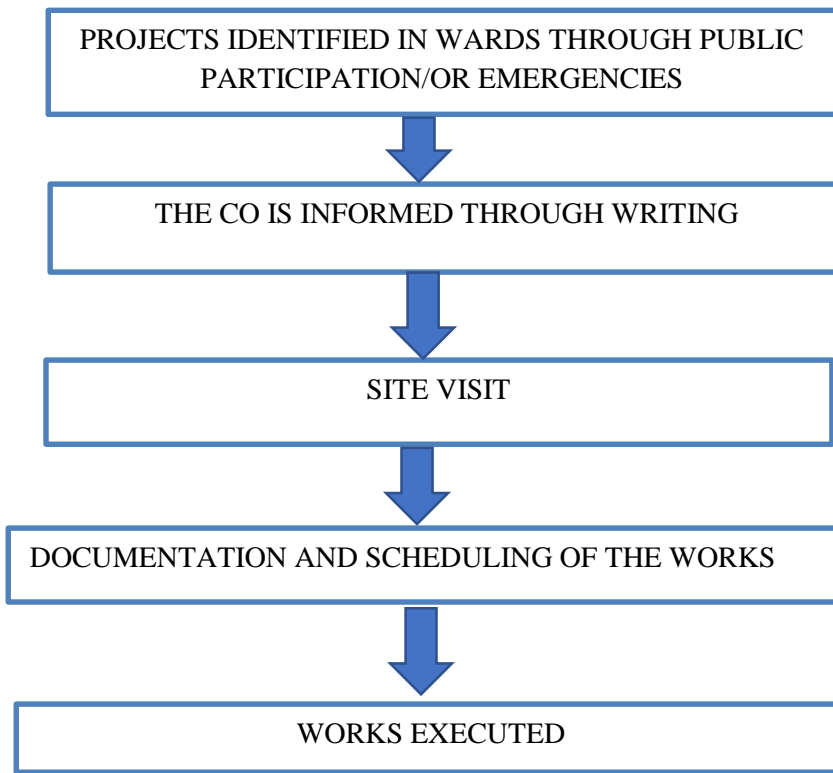 PROJECTS IDENTIFIED IN WARDS THROUGH PUBLIC
PARTICIPATION/OR EMERGENCIES
THE CO IS INFORMED THROUGH WRITING
SITE VISIT
DOCUMENTATION AND SCHEDULING OF THE WORKS
WORKS EXECUTED